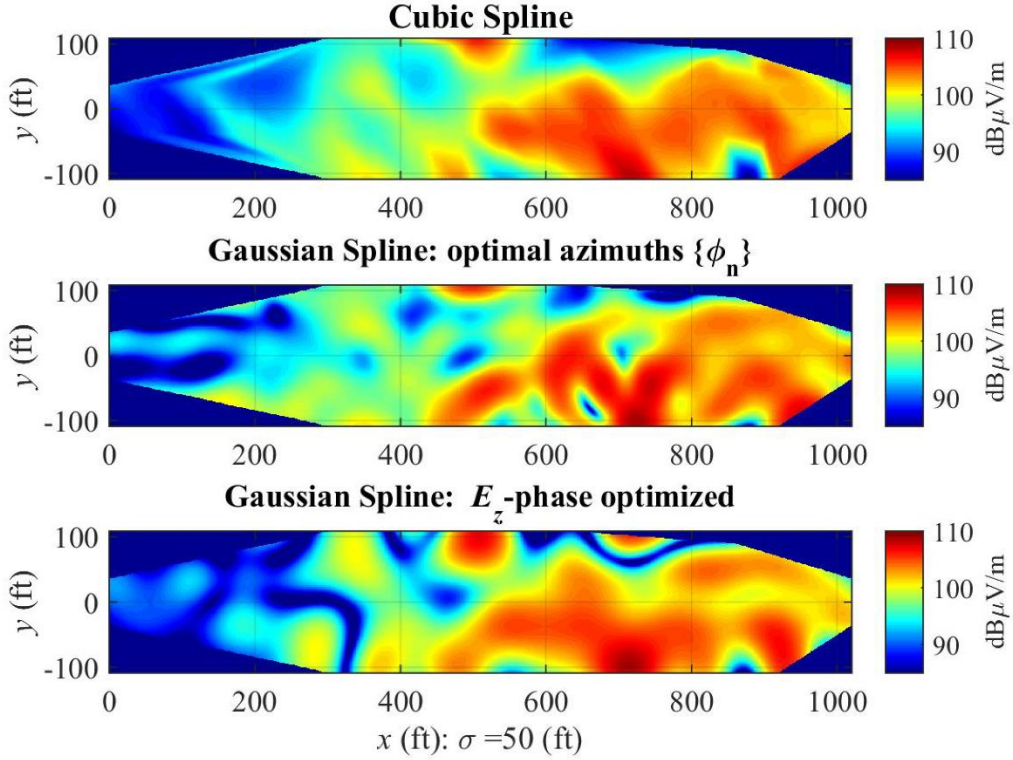 Cubic Spline
100
0
-100
y (ft)
0 200 400 600 800 1000
110
100
90
dBμV/m
Gaussian Spline: optimal azimuths {ϕn}
100
0
-100
y (ft)
0 200 400 600 800 1000
110
100
90
dBμV/m
Gaussian Spline: Ez-phase optimized
100
0
-100
y (ft)
0 200 400 600 800 1000
110
100
90
dBμV/m
x (ft): σ =50 (ft)